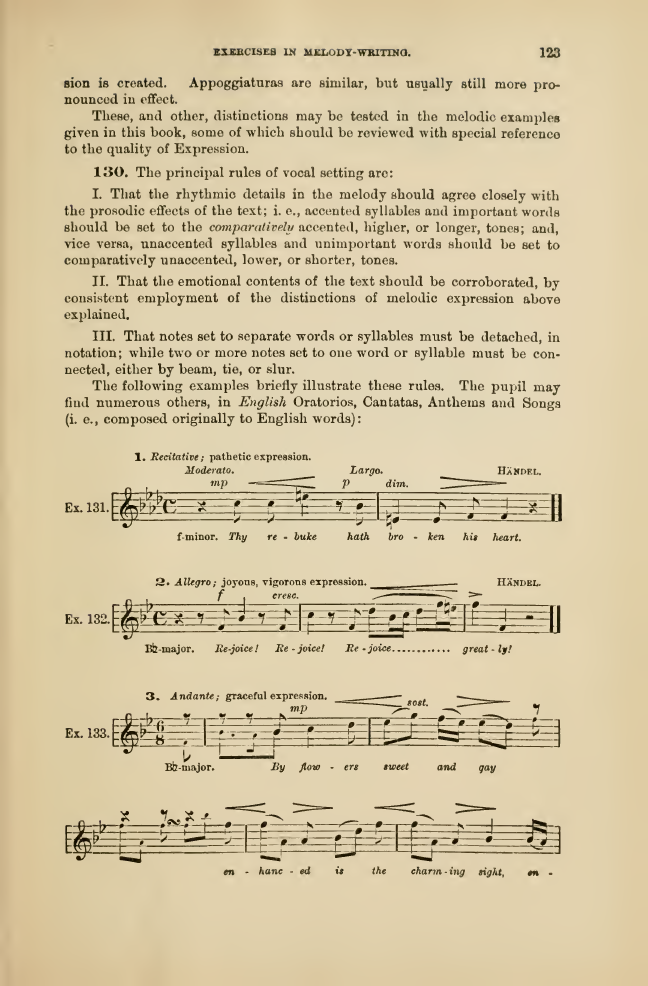 EXERCISES IN MELODY-WRITING. 123
sion is created. Appoggiaturas are similar, but usually still more pro-
nounced in effect.
These, and other, distinctions may be tested in the melodic examples
given in this book, some of which should be reviewed with special reference
to the quality of Expression.
130. The principal rules of vocal setting are:
I. That the rhythmic details in the melody should agree closely with
the prosodic effects of the text; i. e., accented syllables and important words
should be set to the comparatively accented, higher, or longer, tones; and,
vice versa, unaccented syllables and unimportant words should be set to
comparatively unaccented, lower, or shorter, tones.
II. That the emotional contents of the text should be corroborated, by
consistent employment of the distinctions of melodic expression above
explained.
III. That notes set to separate words or syllables must be detached, in
notation; while two or more notes set to one word or syllable must be con-
nected, either by beam, tie, or slur.
The following examples briefly illustrate these rules. The pupil may
find numerous others, in English Oratorios, Cantatas, Anthems and Songs
(i. e., composed originally to English words):
1. Recitative; pathetic expression.
Moderato. Largo. HÄNDEL.
mp p dim.
Ex. 131.
f-minor. Thy re - buke hath bro - ken his heart.
2. Allegro; joyous, vigorous expression. HÄNDEL.
f cresc.
Ex. 132.
B♭-major. Re-joice! Re - joice! Re - joice............ great - ly!
3. Andante; graceful expression.
mp sost.
Ex. 133.
6
8
B♭-major. By flow - ers sweet and gay
en - hanc - ed is the charm - ing sight, en -